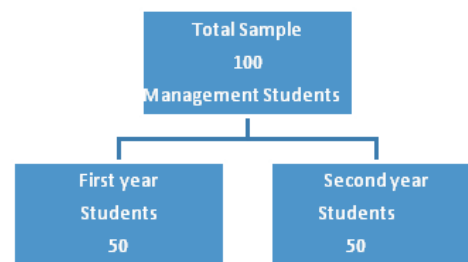 Total Sample
100
Management Students
First year
Students
50
Second year
Students
50